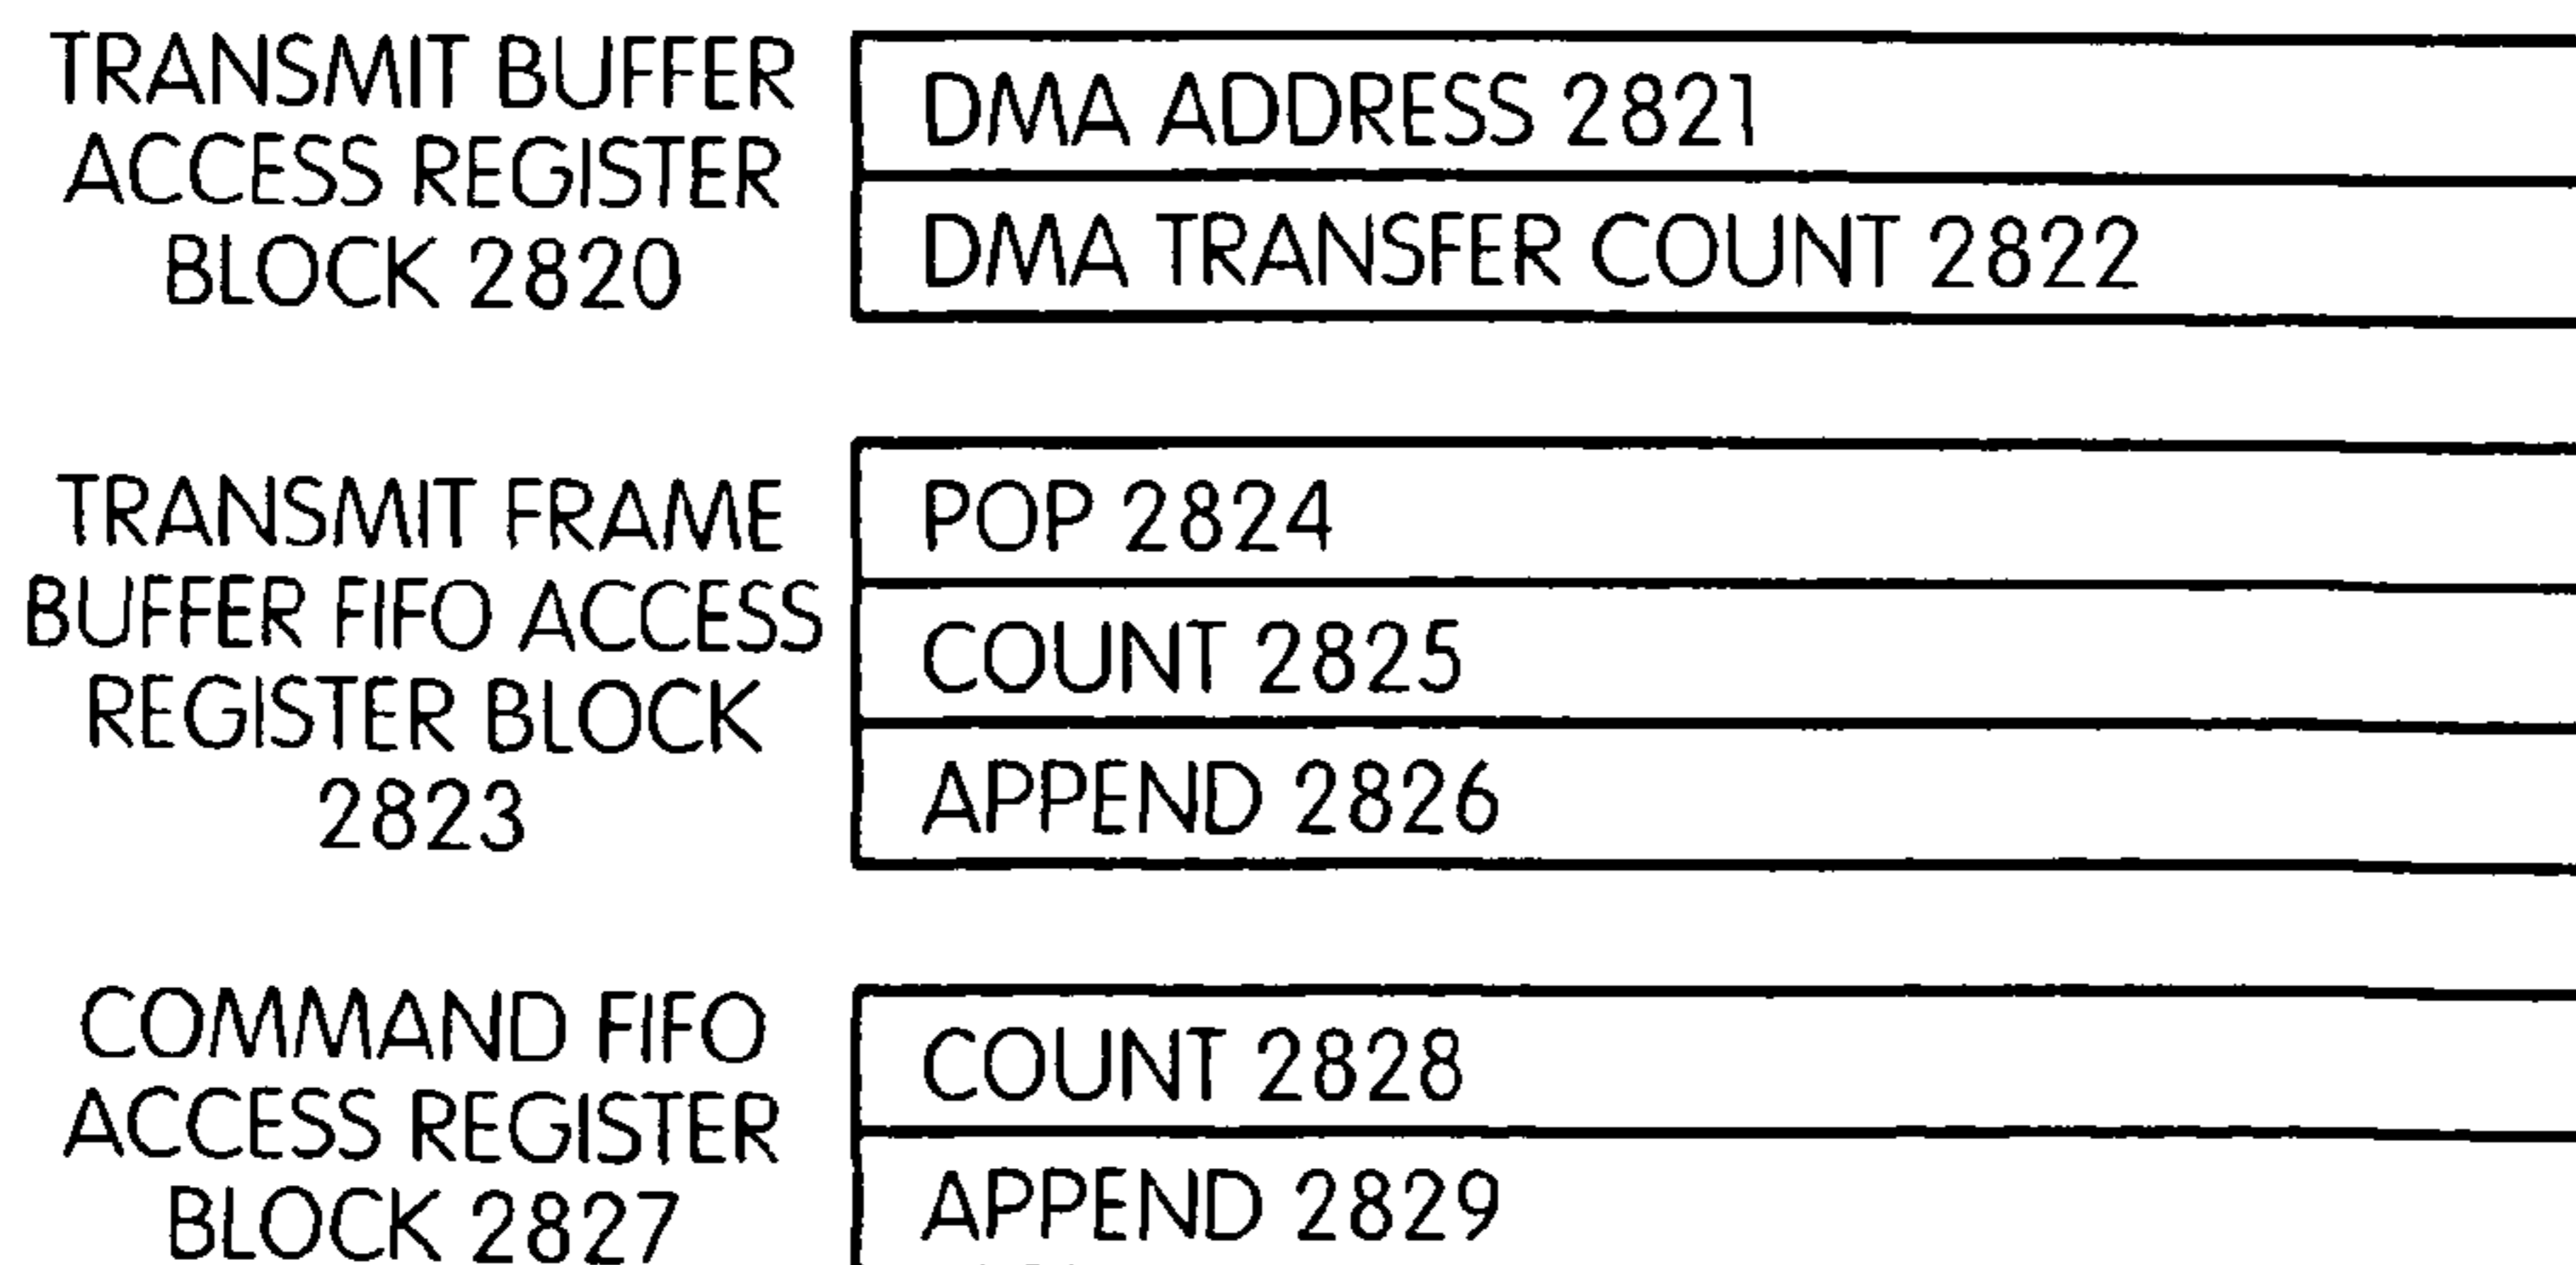 TRANSMIT BUFFER
ACCESS REGISTER
BLOCK 2820
DMA ADDRESS 2821
DMA TRANSFER COUNT 2822
TRANSMIT FRAME
BUFFER FIFO ACCESS
REGISTER BLOCK
2823
POP 2824
COUNT 2825
APPEND 2826
COMMAND FIFO
ACCESS REGISTER
BLOCK 2827
COUNT 2828
APPEND 2829